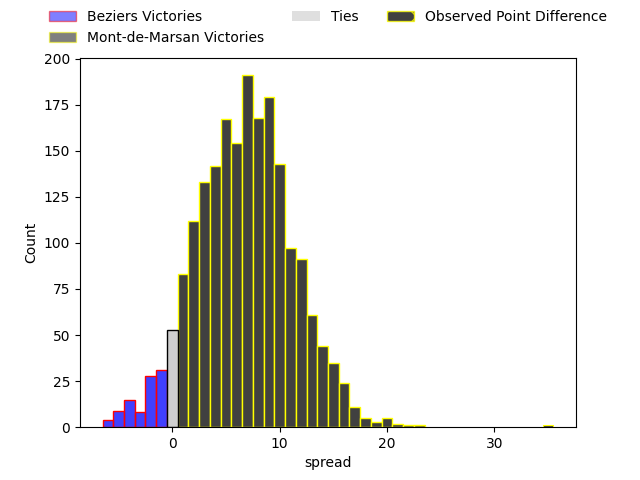 Beziers Victories
Mont-de-Marsan Victories
Ties
Observed Point Difference
200
175
150
125
100
75
50
25
0
Count
0 10 20 30
spread